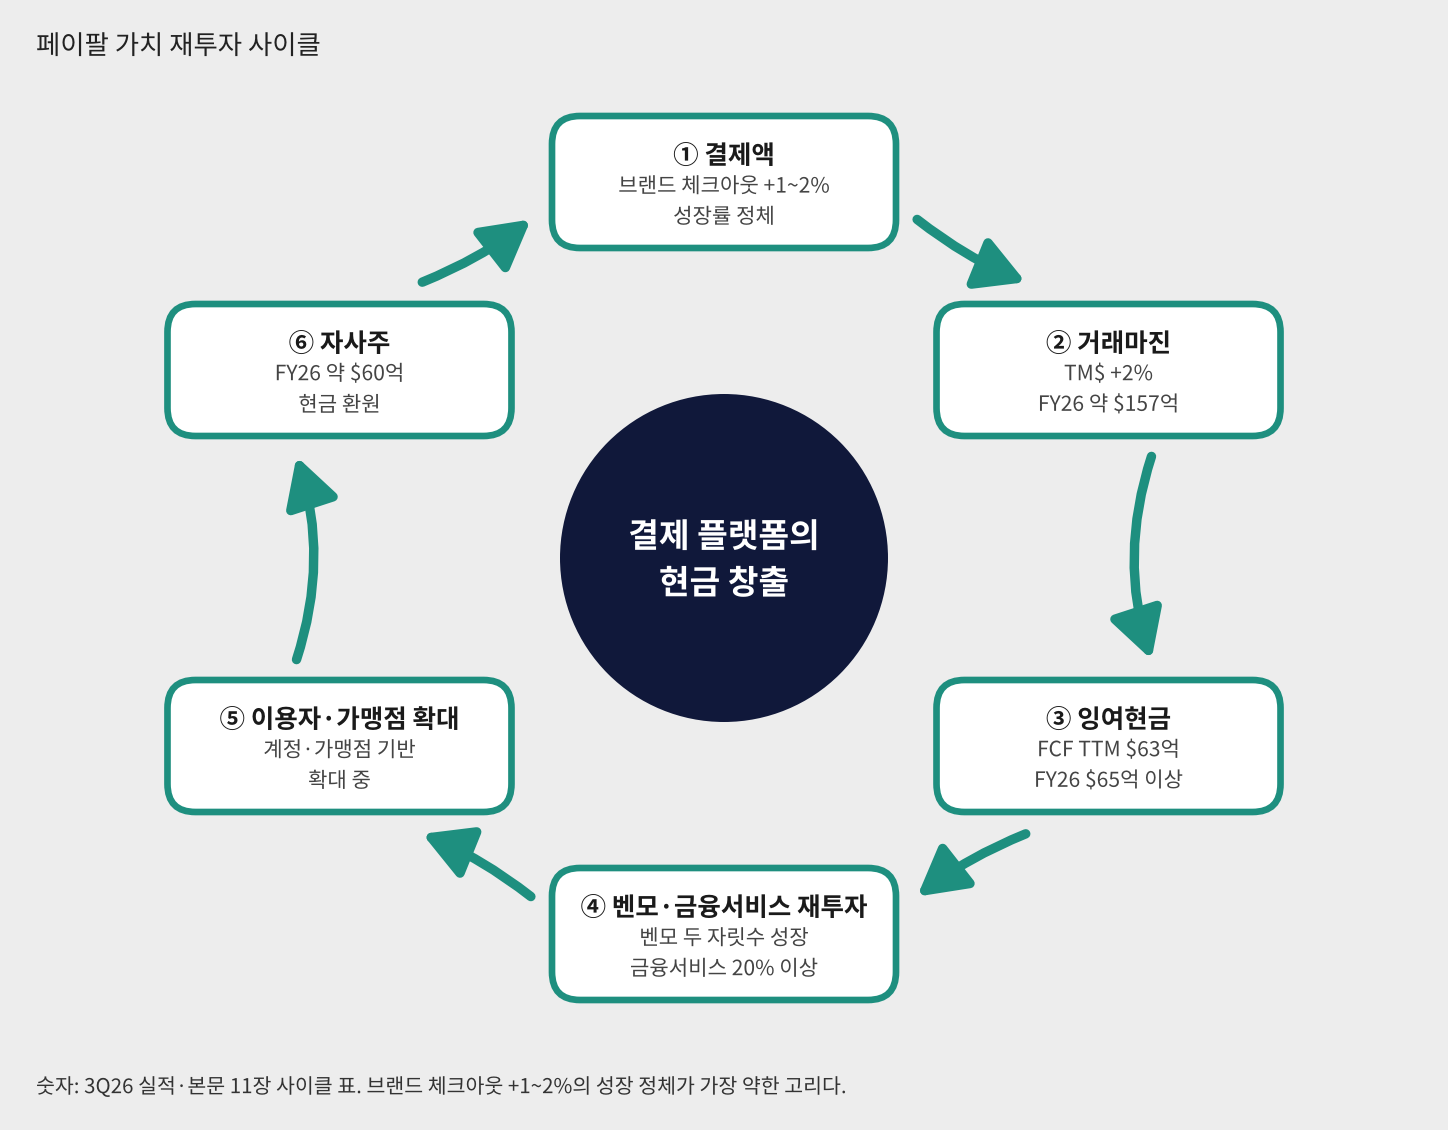 페이팔 가치 재투자 사이클
① 결제액
브랜드 체크아웃 +1~2%
성장률 정체
② 거래마진
TM$ +2%
FY26 약 $157억
③ 잉여현금
FCF TTM $63억
FY26 $65억 이상
④ 벤모·금융서비스 재투자
벤모 두 자릿수 성장
금융서비스 20% 이상
⑤ 이용자·가맹점 확대
계정·가맹점 기반
확대 중
⑥ 자사주
FY26 약 $60억
현금 환원
결제 플랫폼의
현금 창출
숫자: 3Q26 실적·본문 11장 사이클 표. 브랜드 체크아웃 +1~2%의 성장 정체가 가장 약한 고리다.